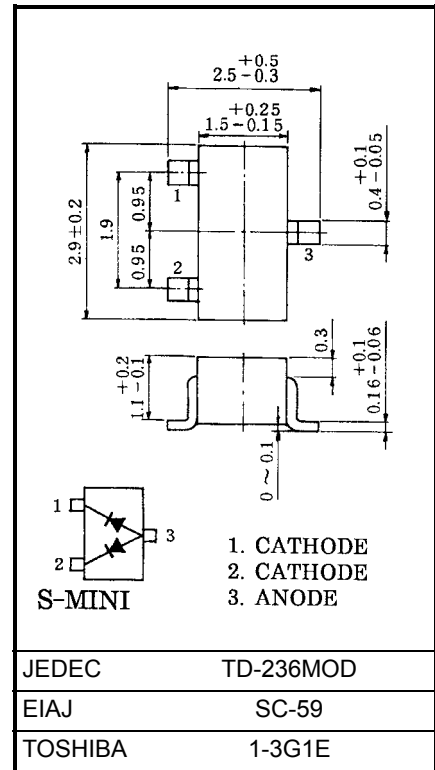 +0.5
2.5-0.3
+0.25
1.5-0.15
2.9±0.2
1.9
0.95
0.95
1
2
3
+0.1
0.4-0.05
+0.2
1.1-0.1
0.3
+0.1
0.16-0.06
0 ~ 0.1
1
2
3
S-MINI
1. CATHODE
2. CATHODE
3. ANODE
JEDEC TD-236MOD
EIAJ SC-59
TOSHIBA 1-3G1E